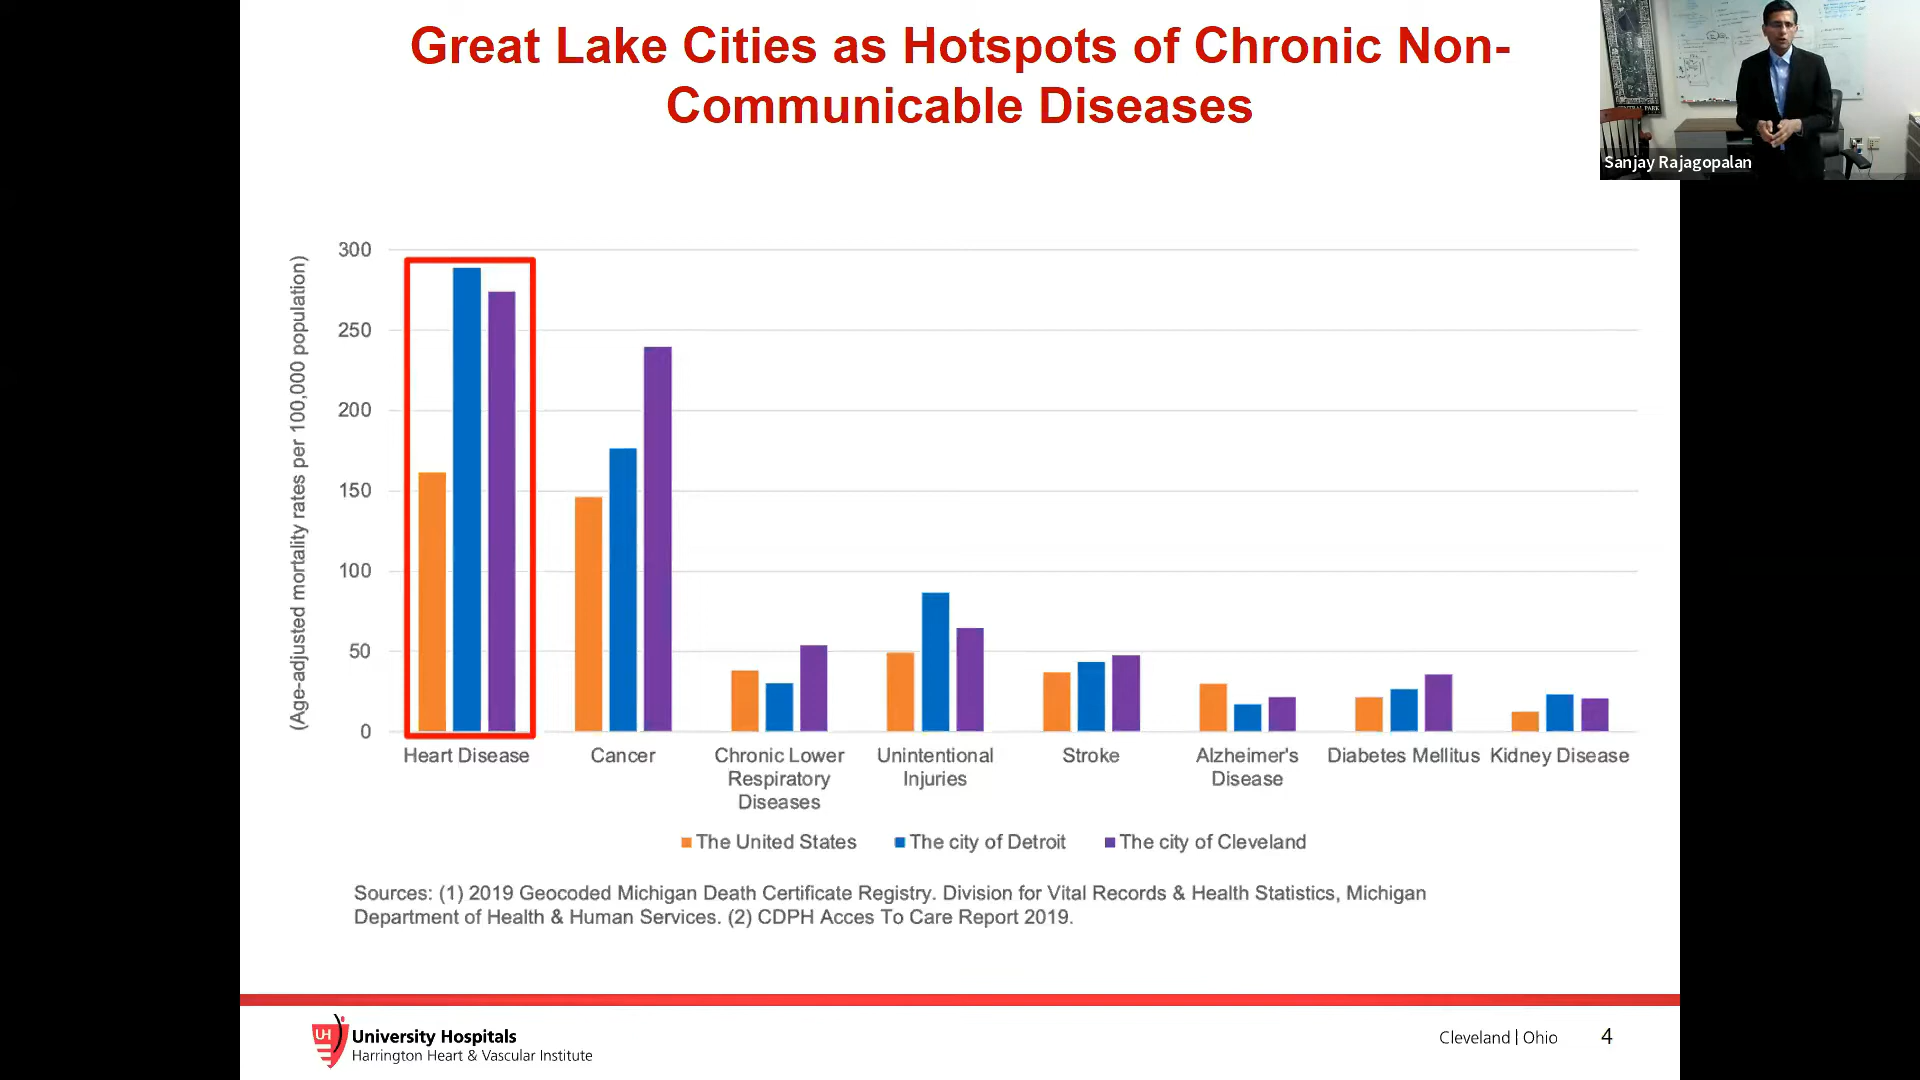 Great Lake Cities as Hotspots of Chronic Non-
Communicable Diseases
CENTRAL PARK
Sanjay Rajagopalan
(Age-adjusted mortality rates per 100,000 population)
300
250
200
150
100
50
0
Heart Disease
Cancer
Chronic Lower
Respiratory
Diseases
Unintentional
Injuries
Stroke
Alzheimer's
Disease
Diabetes Mellitus
Kidney Disease
The United States
The city of Detroit
The city of Cleveland
Sources: (1) 2019 Geocoded Michigan Death Certificate Registry. Division for Vital Records & Health Statistics, Michigan
Department of Health & Human Services. (2) CDPH Acces To Care Report 2019.
UH
University Hospitals
Harrington Heart & Vascular Institute
Cleveland | Ohio
4